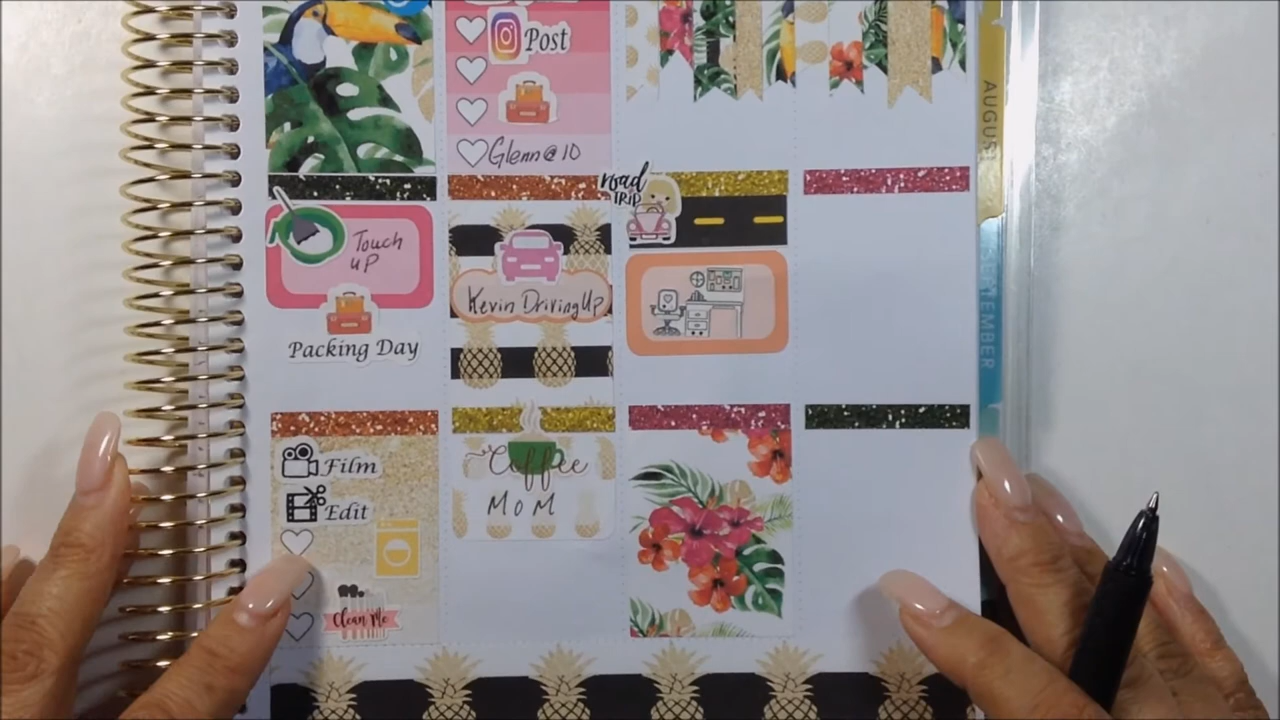 Post
Glenn @ 10
AUGUST
road
TRIP
Touch
UP
Kevin Driving Up
Packing Day
SEPTEMBER
Film
Coffee
MOM
Edit
Clean Me